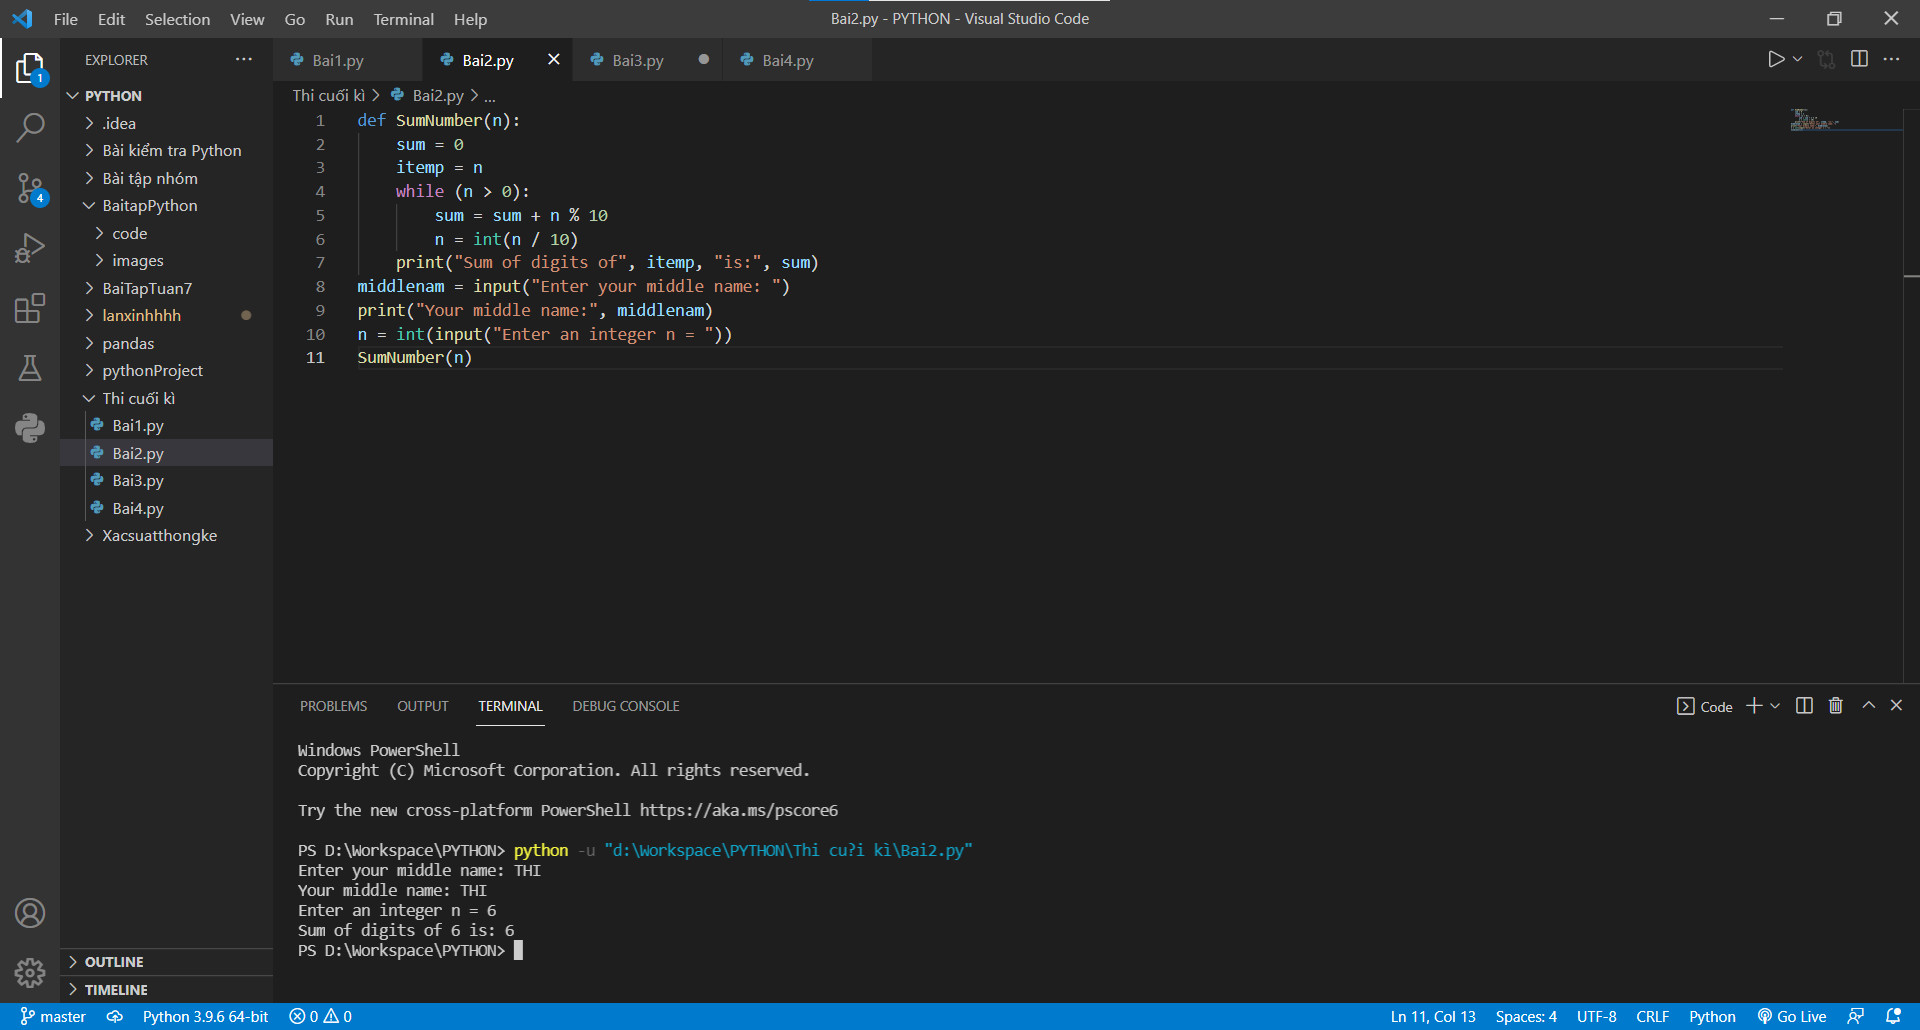 File Edit Selection View Go Run Terminal Help
Bai2.py - PYTHON - Visual Studio Code
EXPLORER
PYTHON
.idea
Bài kiểm tra Python
Bài tập nhóm
BaitapPython
code
images
BaiTapTuan7
lanxinhhhh
pandas
pythonProject
Thi cuối kì
Bai1.py
Bai2.py
Bai3.py
Bai4.py
Xacsuatthongke
OUTLINE
TIMELINE
1
4
Bai1.py Bai2.py Bai3.py Bai4.py
Thi cuối kì > Bai2.py > ...
1 def SumNumber(n):
2 sum = 0
3 itemp = n
4 while (n > 0):
5 sum = sum + n % 10
6 n = int(n / 10)
7 print("Sum of digits of", itemp, "is:", sum)
8 middlenam = input("Enter your middle name: ")
9 print("Your middle name:", middlenam)
10 n = int(input("Enter an integer n = "))
11 SumNumber(n)
PROBLEMS OUTPUT TERMINAL DEBUG CONSOLE
Code
Windows PowerShell
Copyright (C) Microsoft Corporation. All rights reserved.
Try the new cross-platform PowerShell https://aka.ms/pscore6
PS D:\Workspace\PYTHON> python -u "d:\Workspace\PYTHON\Thi cu?i kì\Bai2.py"
Enter your middle name: THI
Your middle name: THI
Enter an integer n = 6
Sum of digits of 6 is: 6
PS D:\Workspace\PYTHON>
master Python 3.9.6 64-bit 0 0 Ln 11, Col 13 Spaces: 4 UTF-8 CRLF Python Go Live